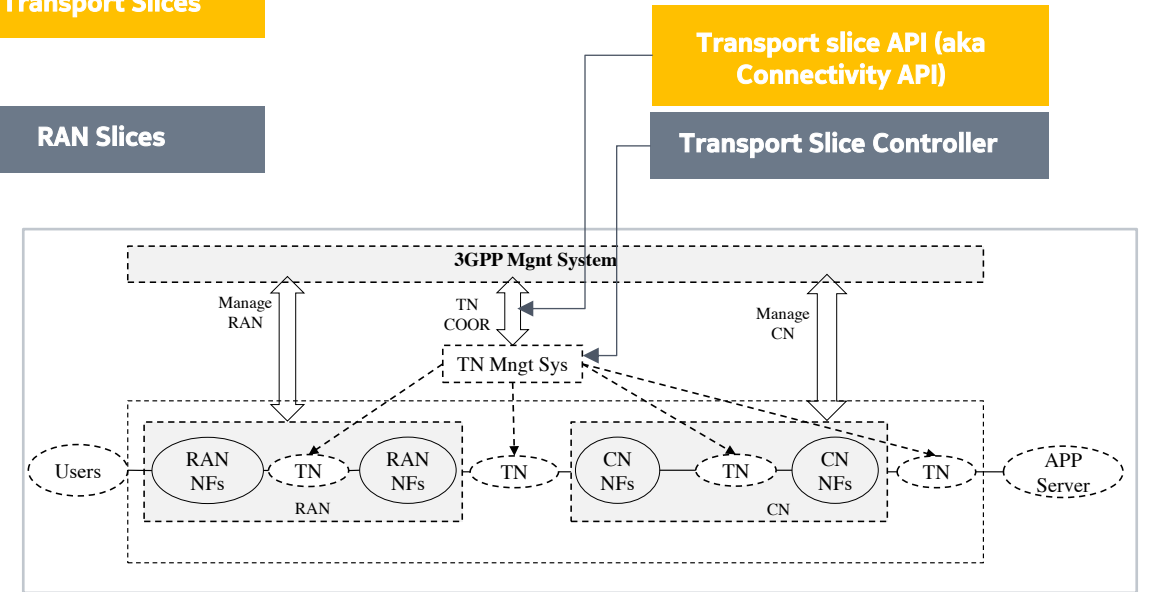 Transport Slices
Transport slice API (aka
Connectivity API)
RAN Slices
Transport Slice Controller
3GPP Mgnt System
Manage
RAN
TN
COOR
Manage
CN
TN Mngt Sys
Users
RAN
NFs
TN
RAN
NFs
TN
CN
NFs
TN
CN
NFs
TN
APP
Server
RAN
CN